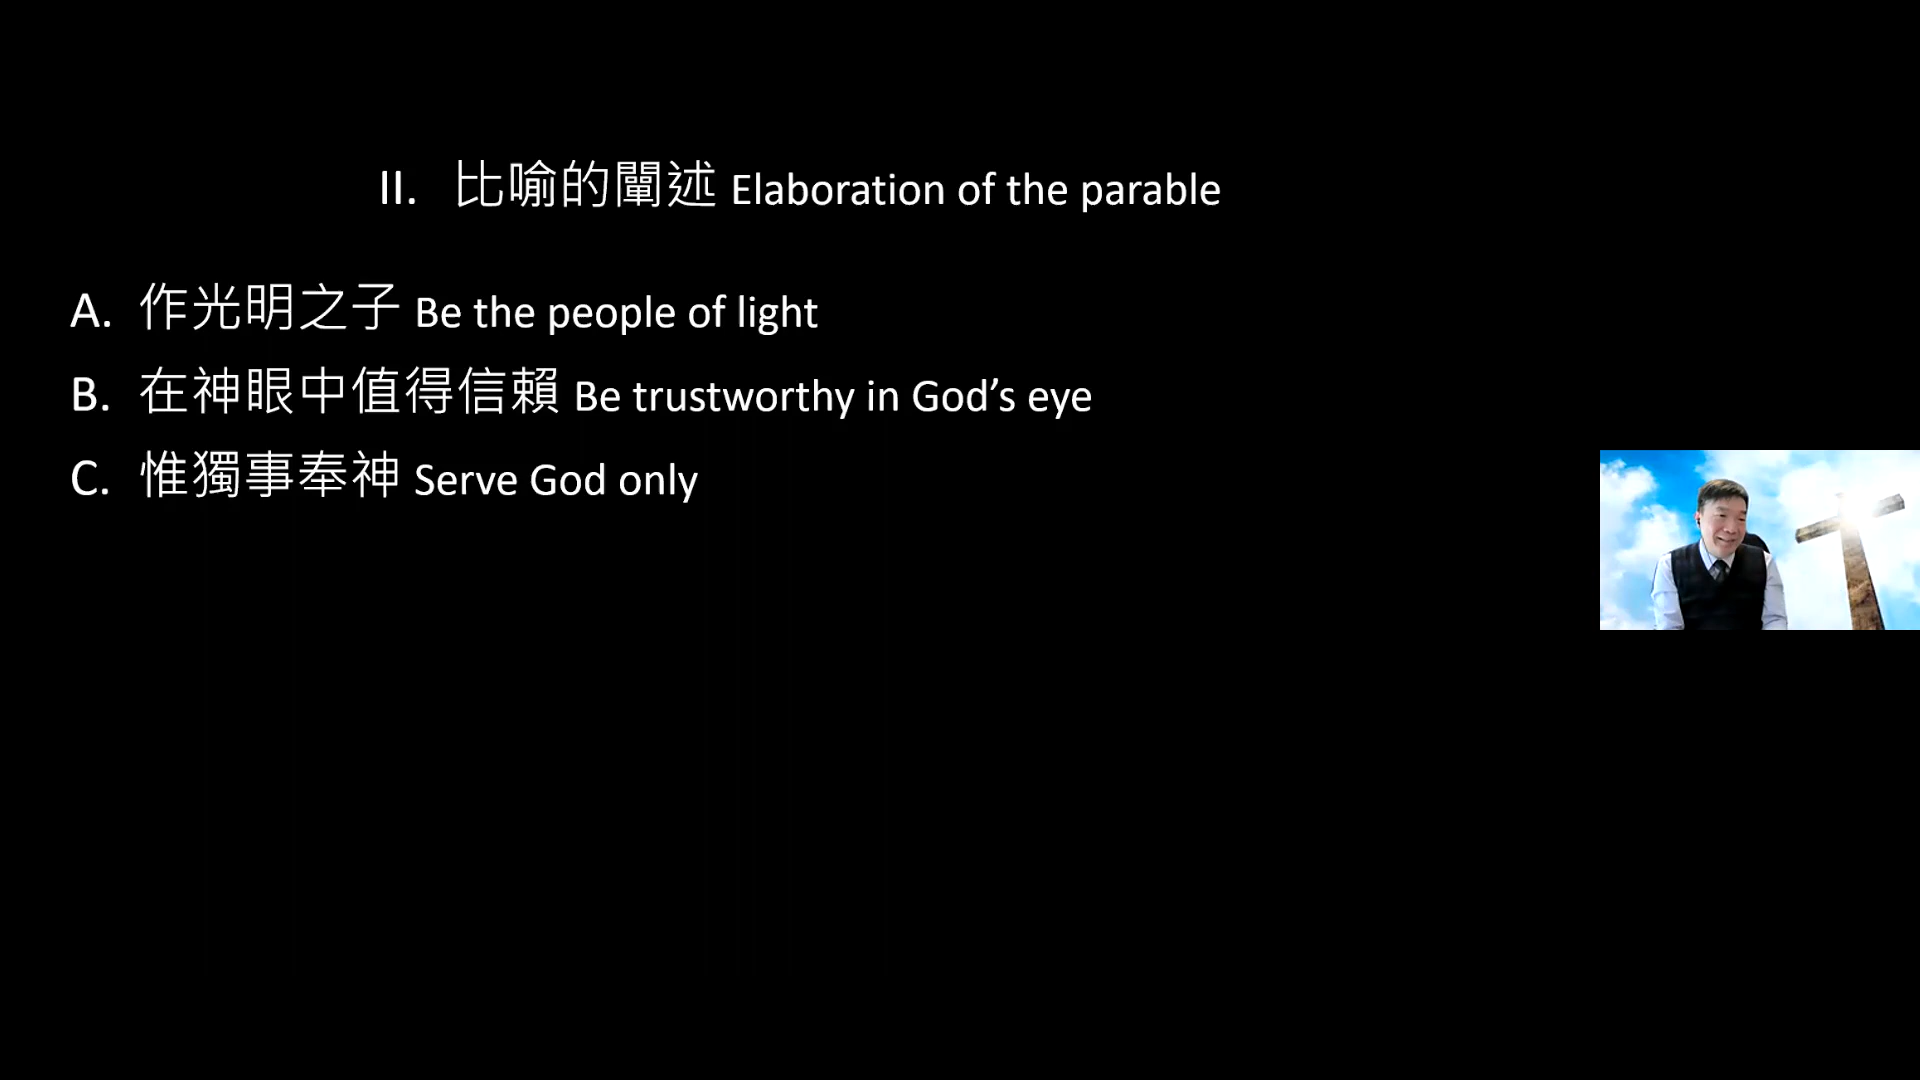 II. 比喻的闡述 Elaboration of the parable
A. 作光明之子 Be the people of light
B. 在神眼中值得信賴 Be trustworthy in God’s eye
C. 惟獨事奉神 Serve God only